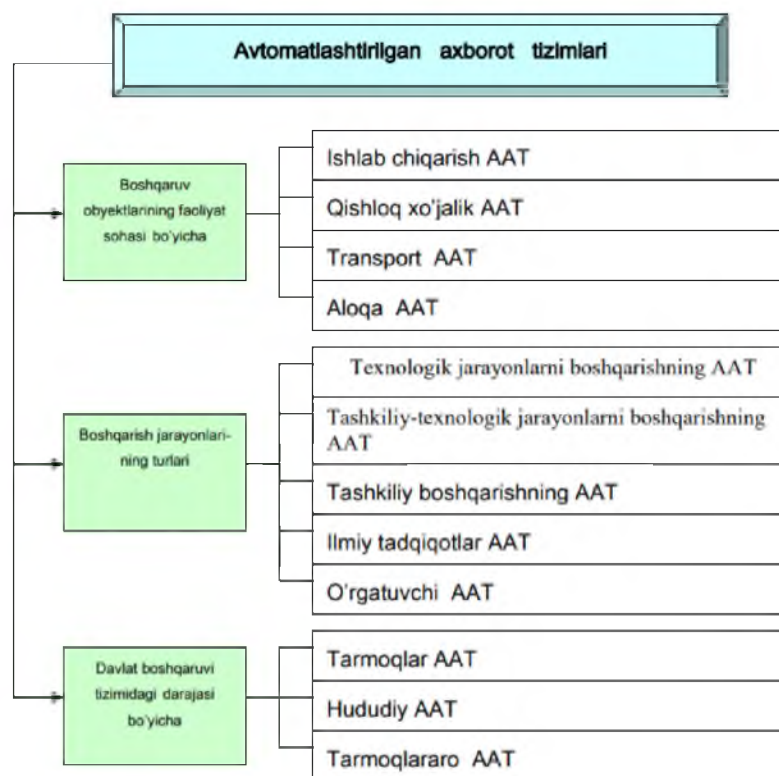 Avtomatlashtirilgan axborot tizimlari
Boshqaruv
obyektlarining faoliyat
sohasi bo'yicha
Ishlab chiqarish AAT
Qishloq xo'jalik AAT
Transport AAT
Aloqa AAT
Boshqarish jarayonlari-
ning turlari
Texnologik jarayonlarni boshqarishning AAT
Tashkiliy-texnologik jarayonlarni boshqarishning
AAT
Tashkiliy boshqarishning AAT
Ilmiy tadqiqotlar AAT
O'rgatuvchi AAT
Davlat boshqaruvi
tizimidagi darajasi
bo'yicha
Tarmoqlar AAT
Hududiy AAT
Tarmoqlararo AAT